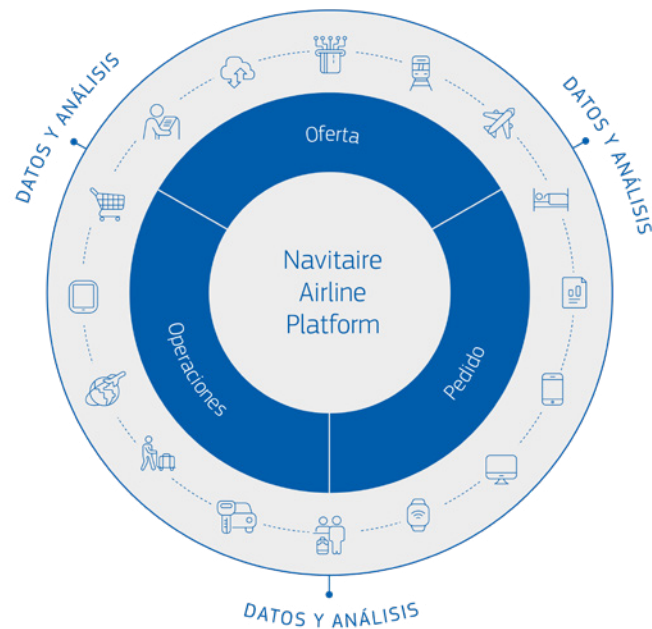 DATOS Y ANÁLISIS
DATOS Y ANÁLISIS
Oferta
Navitaire
Airline
Platform
Operaciones
Pedido
DATOS Y ANÁLISIS